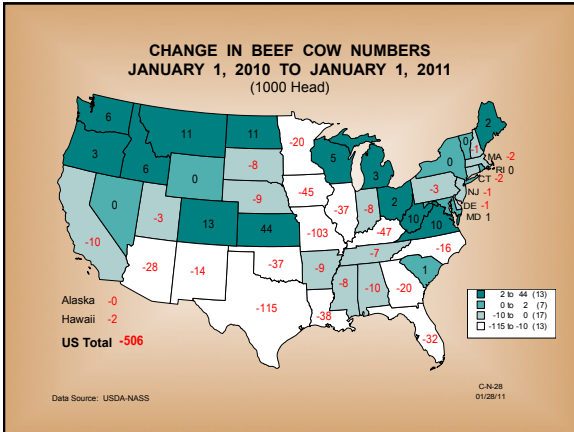 CHANGE IN BEEF COW NUMBERS
JANUARY 1, 2010 TO JANUARY 1, 2011
(1000 Head)
6
11
11
-20
2
0
-1
3
6
0
-8
5
3
0
MA -2
RI 0
CT -2
NJ -1
DE -1
MD 1
0
-3
13
-9
44
-45
-37
-8
2
-3
10
10
-10
-28
-14
-37
-103
-47
-16
-9
-7
1
-115
-38
-8
-10
-20
-32
Alaska -0
Hawaii -2
US Total -506
2 to 44 (13)
0 to 2 (7)
-10 to 0 (17)
-115 to -10 (13)
Data Source: USDA-NASS
C-N-28
01/28/11